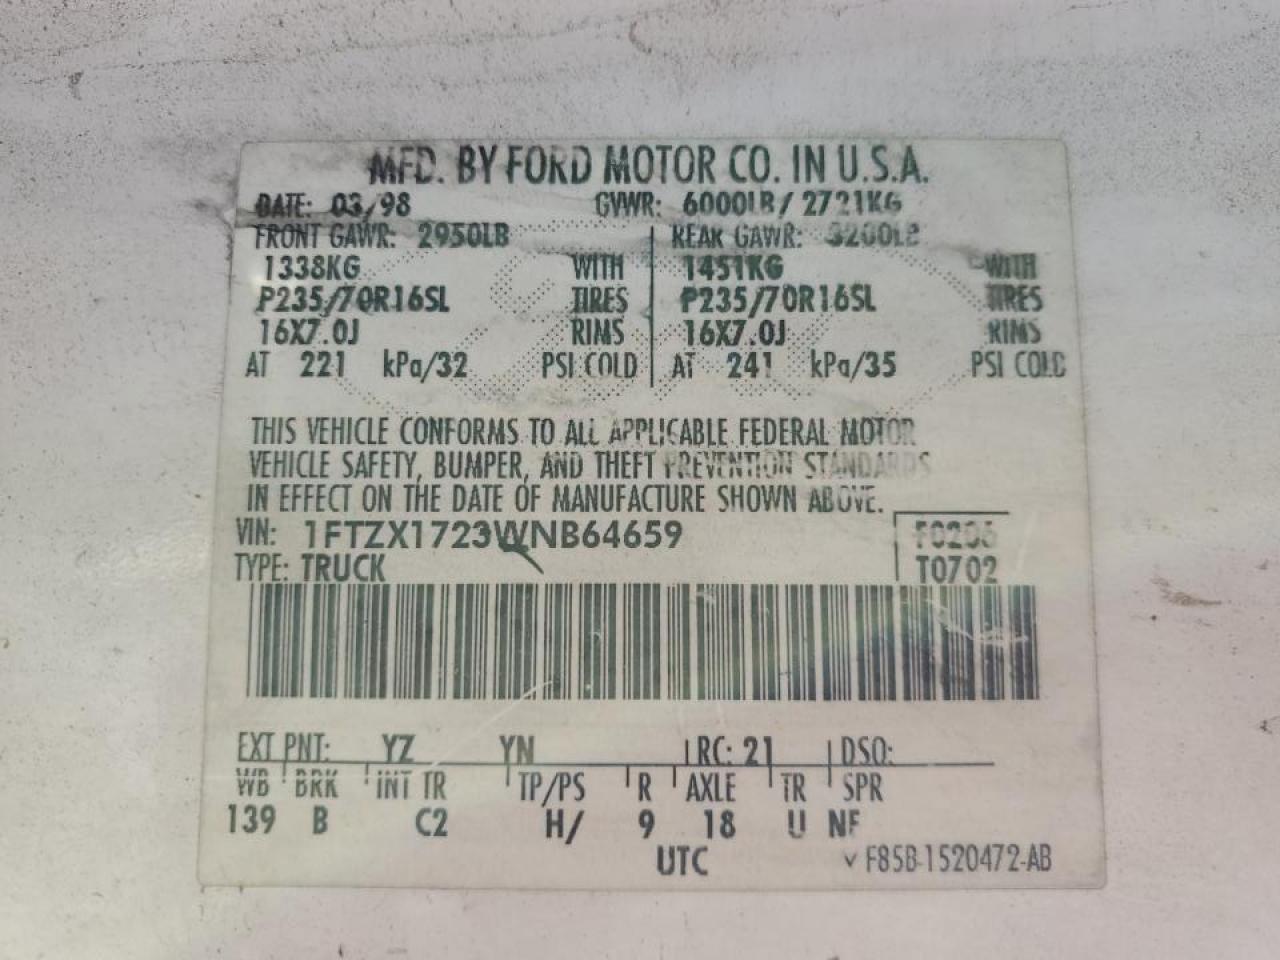 MFD. BY FORD MOTOR CO. IN U.S.A.
DATE: 03/98 GVWR: 6000LB/ 2721KG
FRONT GAWR: 2950LB REAR GAWR: 3200LB
1338KG WITH 1451KG WITH
P235/70R16SL TIRES P235/70R16SL TIRES
16X7.0J RIMS 16X7.0J RIMS
AT 221 kPa/32 PSI COLD AT 241 kPa/35 PSI COLD
THIS VEHICLE CONFORMS TO ALL APPLICABLE FEDERAL MOTOR
VEHICLE SAFETY, BUMPER, AND THEFT PREVENTION STANDARDS
IN EFFECT ON THE DATE OF MANUFACTURE SHOWN ABOVE.
VIN: 1FTZX1723WNB64659 F0206
TYPE: TRUCK T0702
EXT PNT: YZ YN RC: 21 DSO:
WB BRK INT TR TP/PS R AXLE TR SPR
139 B C2 H/ 9 18 U NF
UTC F85B-1520472-AB